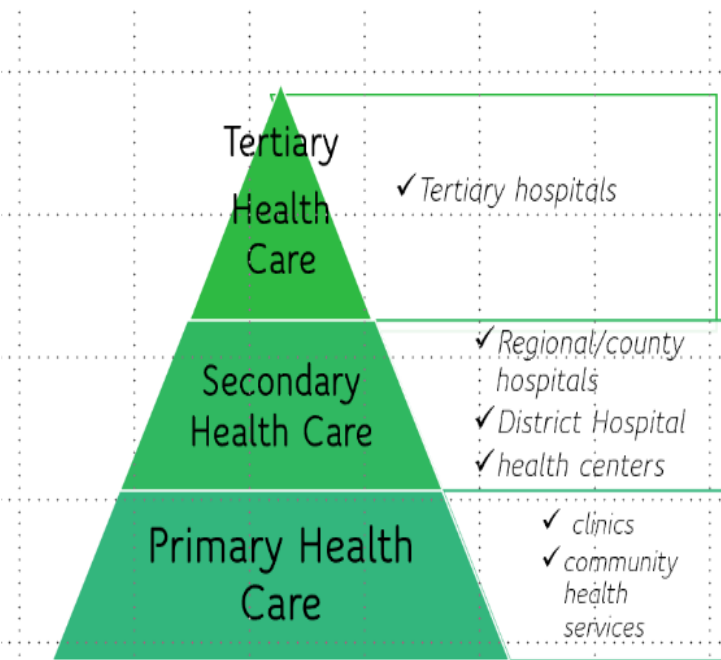 Tertiary
Health
Care
✓ Tertiary hospitals
Secondary
Health Care
✓ Regional/county
hospitals
✓ District Hospital
✓ health centers
Primary Health
Care
✓ clinics
✓ community
health
services